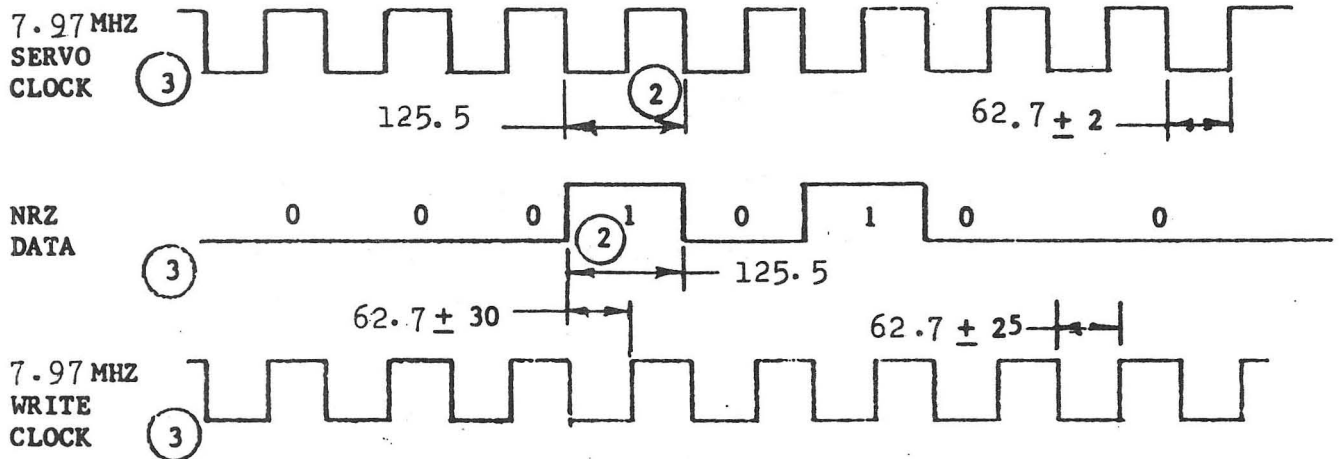 7.97 MHZ
SERVO
CLOCK
3
2
125.5
62.7 ± 2
NRZ
DATA
3
0 0 0 1 0 1 0 0
2
125.5
62.7 ± 30
62.7 ± 25
7.97 MHZ
WRITE
CLOCK
3